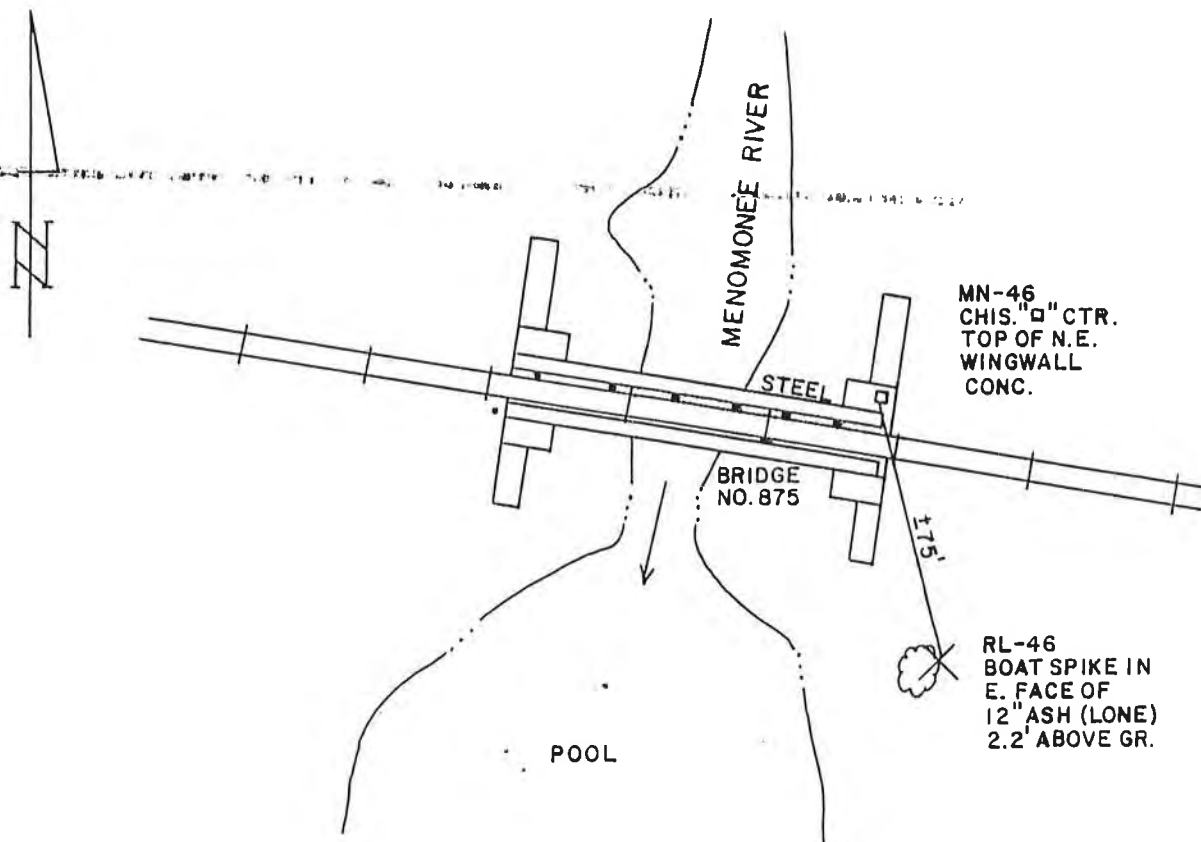 N
MENOMONEE RIVER
MN-46
CHIS. "□" CTR.
TOP OF N.E.
WINGWALL
CONC.
STEEL
BRIDGE
NO. 875
±75'
RL-46
BOAT SPIKE IN
E. FACE OF
12" ASH (LONE)
2.2' ABOVE GR.
POOL